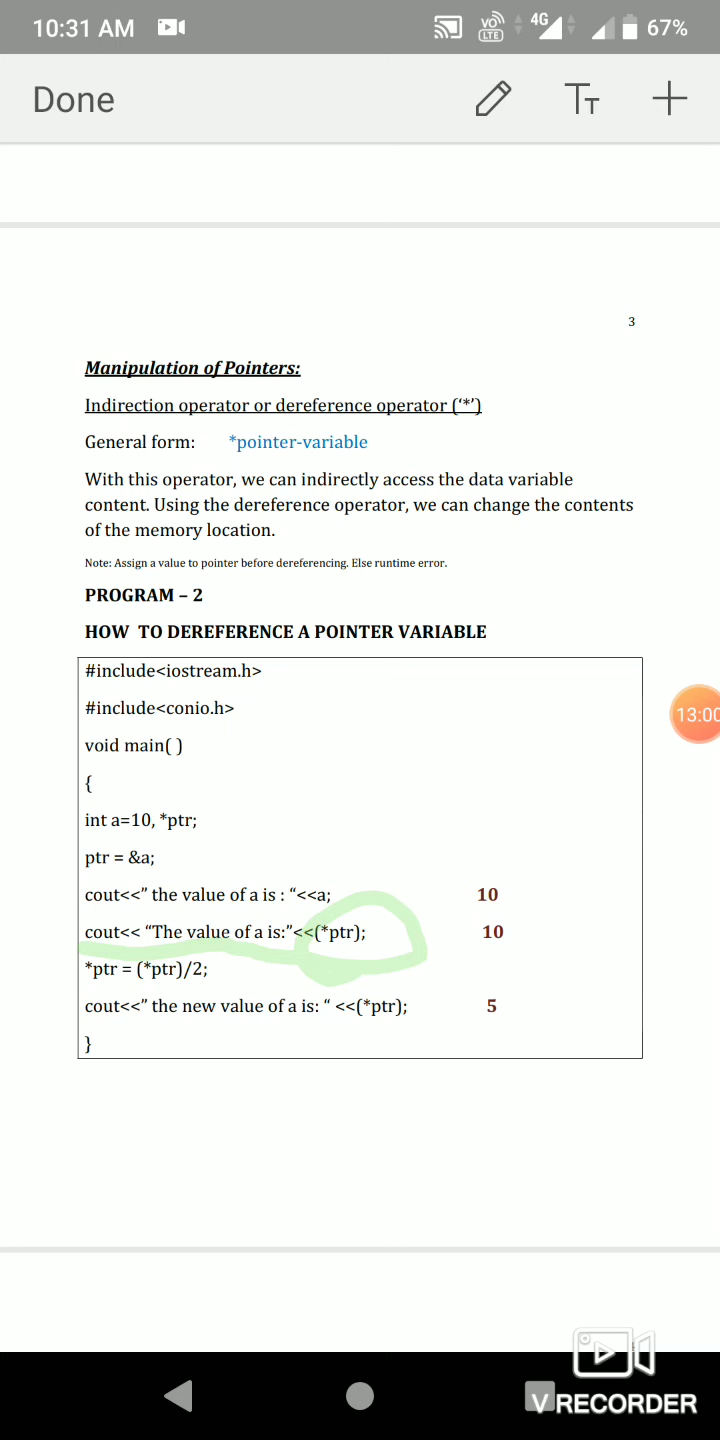 10:31 AM
VO
LTE
4G
67%
Done
TT
3
Manipulation of Pointers:
Indirection operator or dereference operator (‘*’)
General form: *pointer-variable
With this operator, we can indirectly access the data variable
content. Using the dereference operator, we can change the contents
of the memory location.
Note: Assign a value to pointer before dereferencing. Else runtime error.
PROGRAM – 2
HOW TO DEREFERENCE A POINTER VARIABLE
#include<iostream.h>
#include<conio.h>
void main( )
{
int a=10, *ptr;
ptr = &a;
cout<<” the value of a is : “<<a; 10
cout<< “The value of a is:”<<(*ptr); 10
*ptr = (*ptr)/2;
cout<<” the new value of a is: “ <<(*ptr); 5
}
13:00
V RECORDER